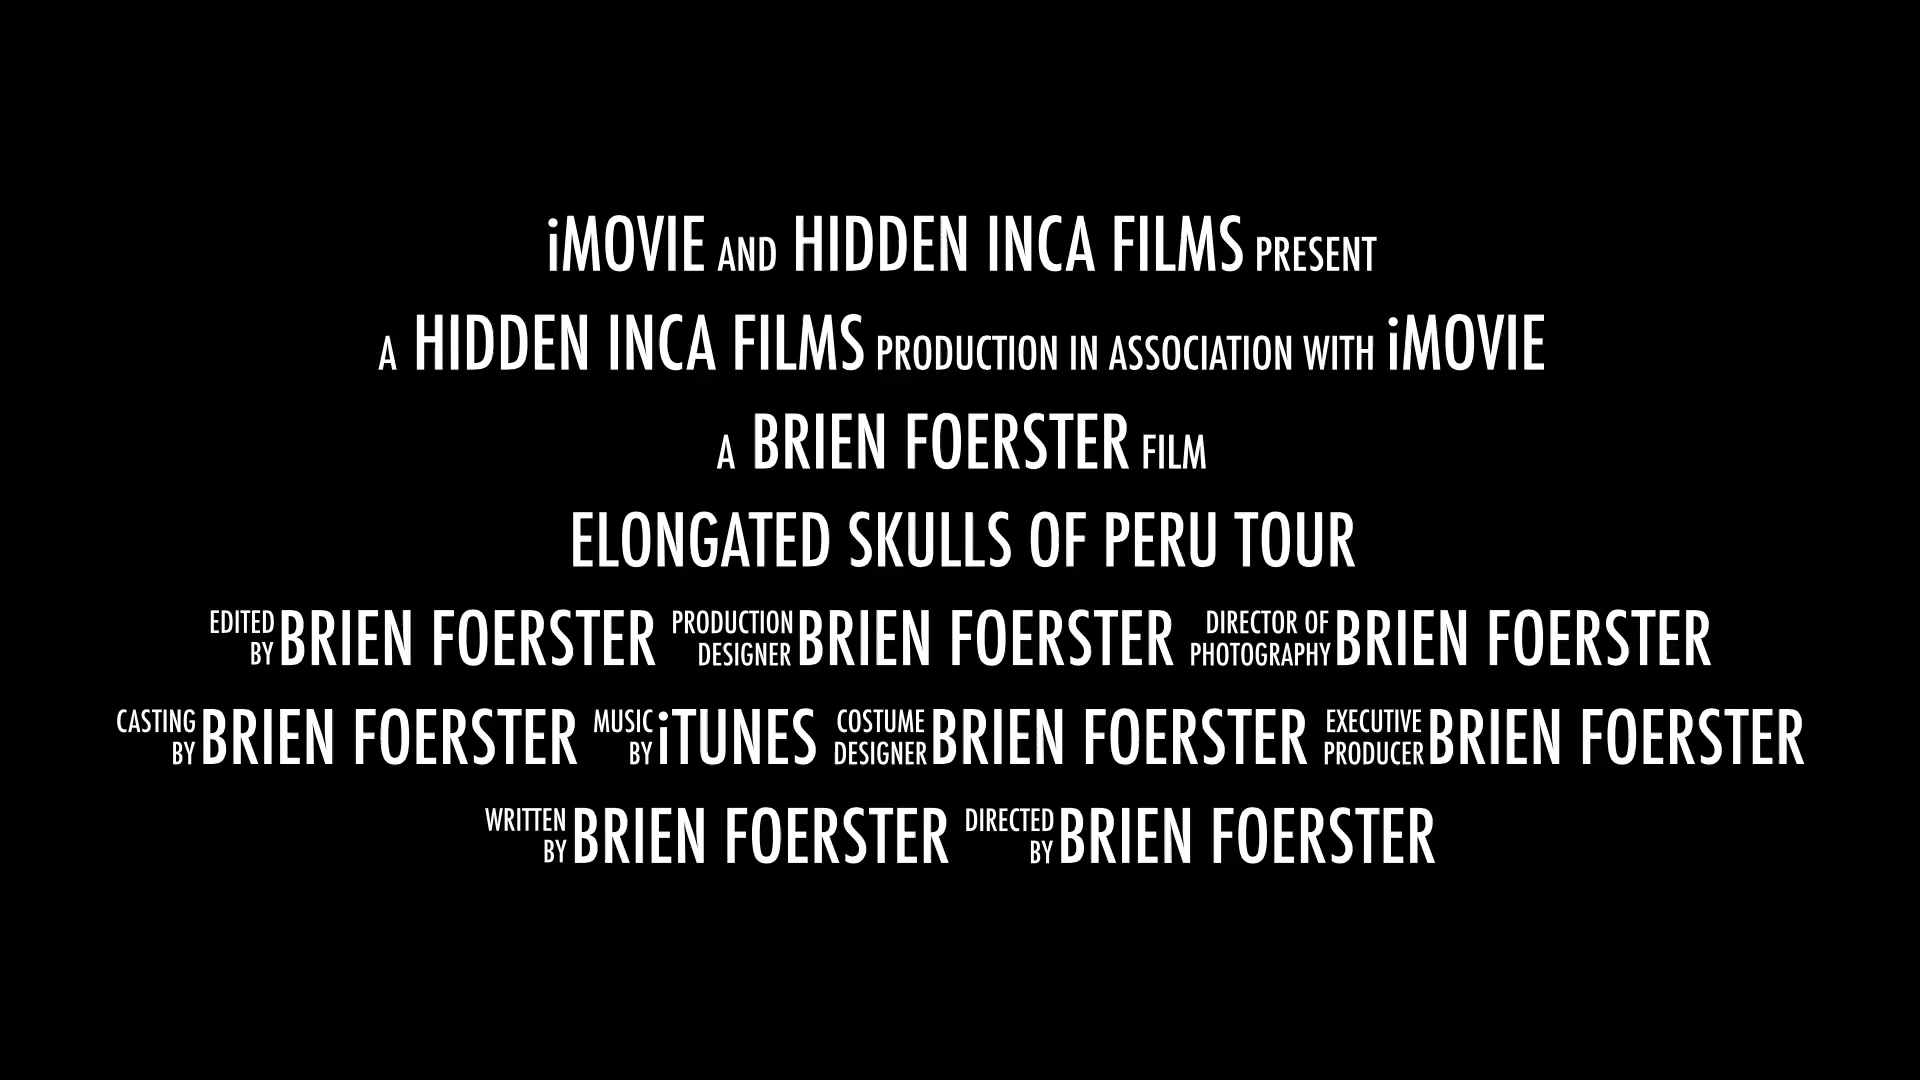 iMOVIE AND HIDDEN INCA FILMS PRESENT
A HIDDEN INCA FILMS PRODUCTION IN ASSOCIATION WITH iMOVIE
A BRIEN FOERSTER FILM
ELONGATED SKULLS OF PERU TOUR
EDITED BY BRIEN FOERSTER PRODUCTION DESIGNER BRIEN FOERSTER DIRECTOR OF PHOTOGRAPHY BRIEN FOERSTER
CASTING BY BRIEN FOERSTER MUSIC BY iTUNES COSTUME DESIGNER BRIEN FOERSTER EXECUTIVE PRODUCER BRIEN FOERSTER
WRITTEN BY BRIEN FOERSTER DIRECTED BY BRIEN FOERSTER